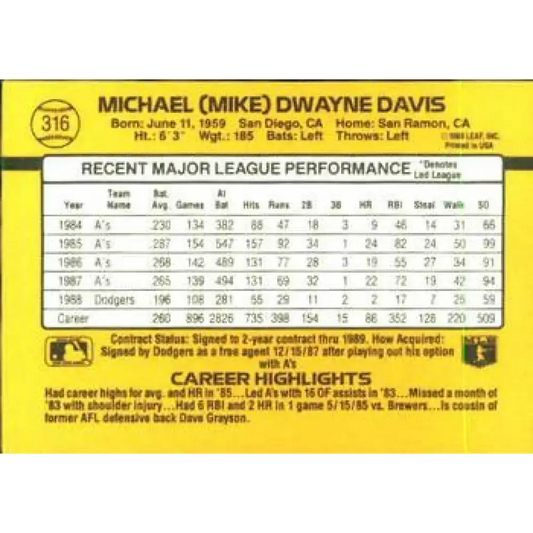 316
MICHAEL (MIKE) DWAYNE DAVIS
Born: June 11, 1959 San Diego, CA Home: San Ramon, CA
Ht.: 6'3" Wgt.: 185 Bats: Left Throws: Left
LEAF, INC.
Printed in USA
RECENT MAJOR LEAGUE PERFORMANCE *Denotes Led League
Year Team Name Bat. Avg. Games At Bat Hits Runs 2B 3B HR RBI Steal Walk SO
1984 A's .230 134 382 88 47 18 3 9 46 14 31 66
1985 A's .287 154 547 157 92 34 1 24 82 24 50 99
1986 A's .268 142 489 131 77 28 3 19 55 27 34 91
1987 A's .265 139 494 131 69 32 1 22 72 19 42 94
1988 Dodgers .196 108 281 55 29 11 2 2 17 7 25 59
Career .260 896 2826 735 398 154 15 86 352 128 220 509
Contract Status: Signed to 2-year contract thru 1989. How Acquired:
Signed by Dodgers as a free agent 12/15/87 after playing out his option
with A's
CAREER HIGHLIGHTS
Had career highs for avg. and HR in '85...Led A's with 16 OF assists in '83...Missed a month of
'83 with shoulder injury...Had 6 RBI and 2 HR in 1 game 5/15/85 vs. Brewers...Is cousin of
former AFL defensive back Dave Grayson.